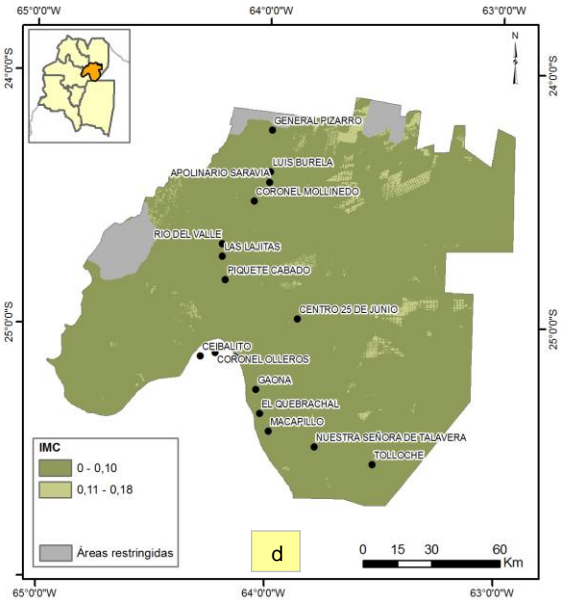 65°0'0"W 64°0'0"W 63°0'0"W
24°0'0"S 24°0'0"S
N
GENERAL PIZARRO
LUIS BURELA
APOLINARIO SARAVIA
CORONEL MOLLINEDO
RIO DEL VALLE
LAS LAJITAS
PIQUETE CABADO
CENTRO 25 DE JUNIO
25°0'0"S 25°0'0"S
CEIBALITO
CORONEL OLLEROS
GAONA
EL QUEBRACHAL
MACAPILLO
NUESTRA SEÑORA DE TALAVERA
TOLLOCHE
IMC
0 - 0,10
0,11 - 0,18
Áreas restringidas
d
0 15 30 60
Km
65°0'0"W 64°0'0"W 63°0'0"W